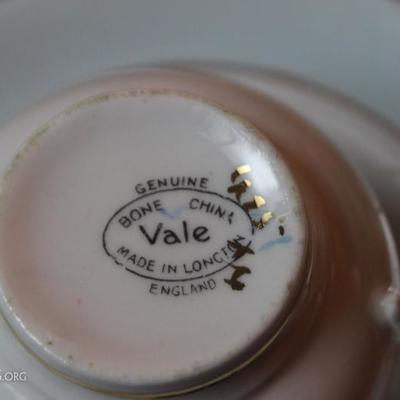 GENUINE
BONE CHINA
Vale
MADE IN LONGTON
ENGLAND